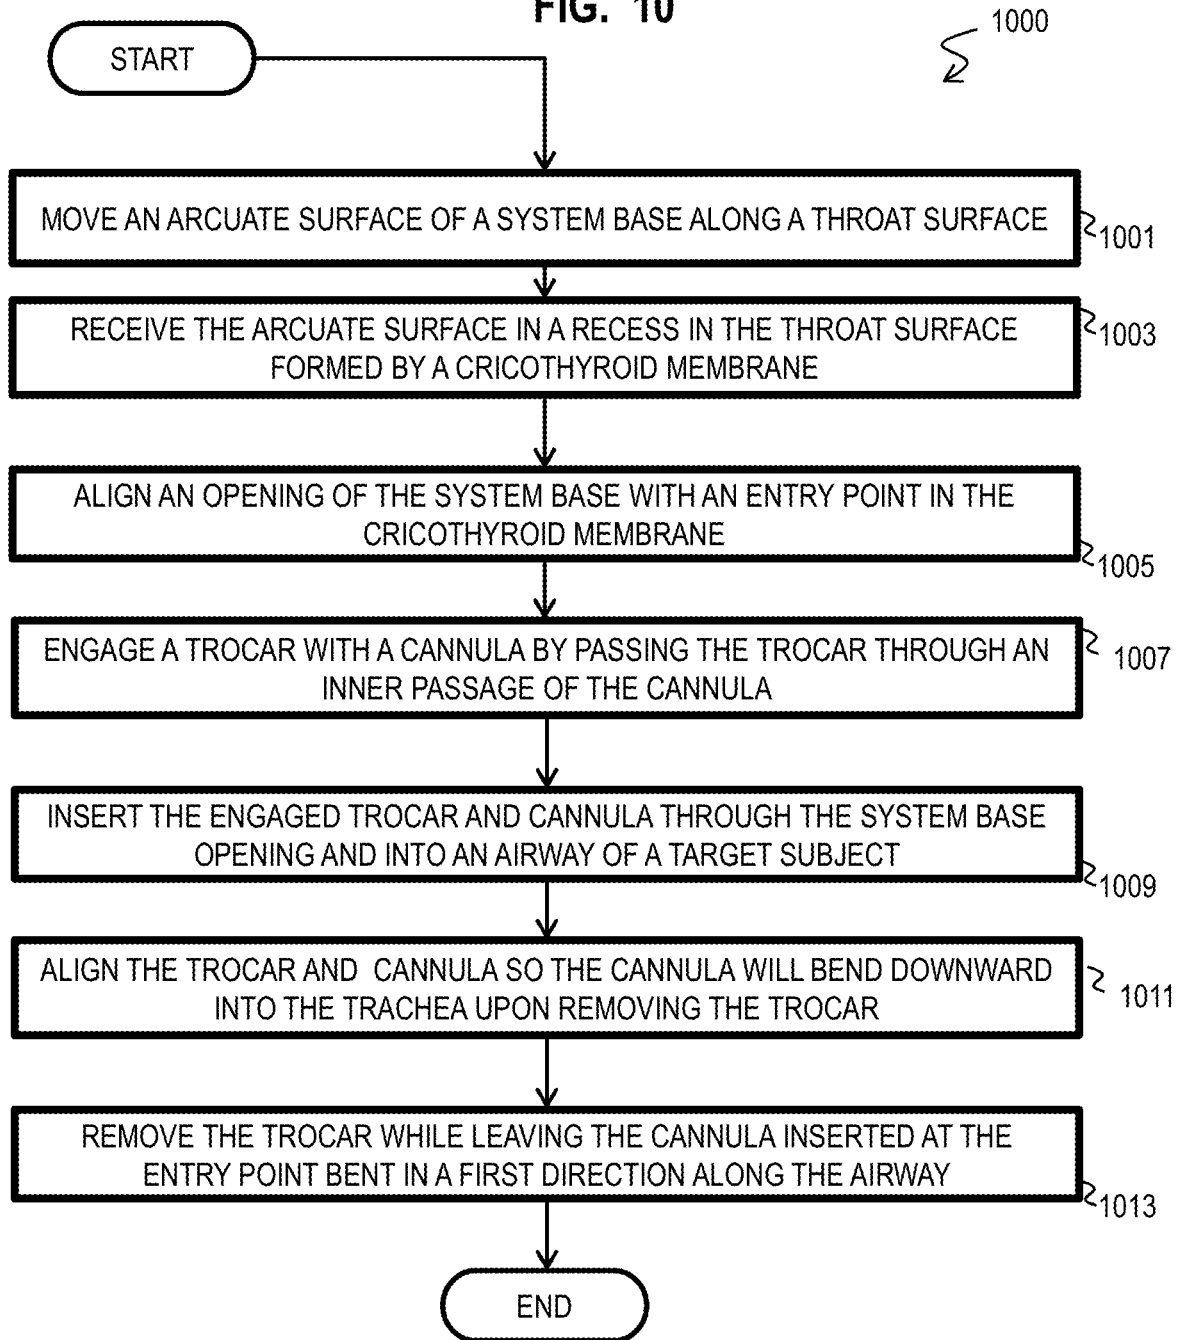 FIG. 10
1000
START
MOVE AN ARCUATE SURFACE OF A SYSTEM BASE ALONG A THROAT SURFACE
1001
RECEIVE THE ARCUATE SURFACE IN A RECESS IN THE THROAT SURFACE
FORMED BY A CRICOTHYROID MEMBRANE
1003
ALIGN AN OPENING OF THE SYSTEM BASE WITH AN ENTRY POINT IN THE
CRICOTHYROID MEMBRANE
1005
ENGAGE A TROCAR WITH A CANNULA BY PASSING THE TROCAR THROUGH AN
INNER PASSAGE OF THE CANNULA
1007
INSERT THE ENGAGED TROCAR AND CANNULA THROUGH THE SYSTEM BASE
OPENING AND INTO AN AIRWAY OF A TARGET SUBJECT
1009
ALIGN THE TROCAR AND CANNULA SO THE CANNULA WILL BEND DOWNWARD
INTO THE TRACHEA UPON REMOVING THE TROCAR
1011
REMOVE THE TROCAR WHILE LEAVING THE CANNULA INSERTED AT THE
ENTRY POINT BENT IN A FIRST DIRECTION ALONG THE AIRWAY
1013
END